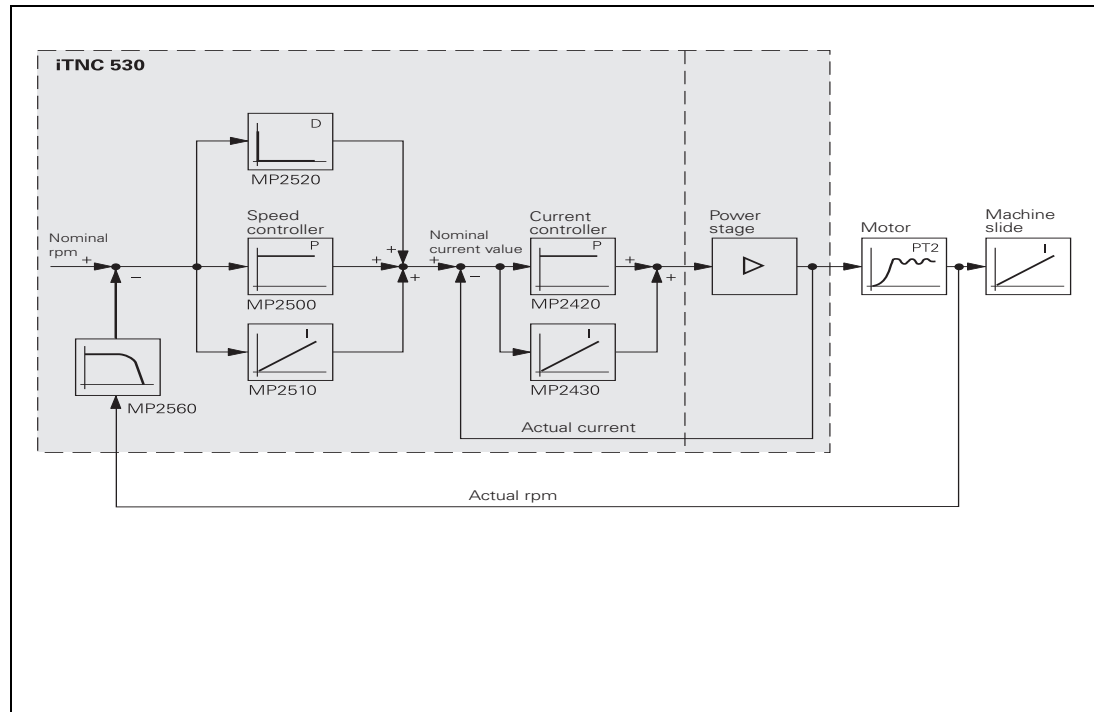 iTNC 530
D
MP2520
Nominal
rpm
+
−
Speed
controller
P
MP2500
I
MP2510
MP2560
+
+
+
Nominal
current value
+
−
Current
controller
P
MP2420
I
MP2430
+
+
Power
stage
Motor
PT2
Machine
slide
I
Actual current
Actual rpm